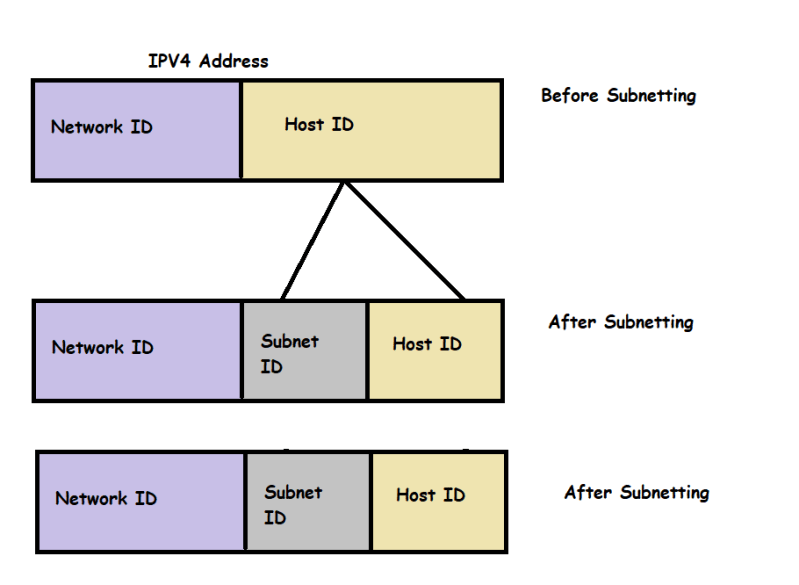 IPV4 Address
Before Subnetting
Network ID
Host ID
After Subnetting
Network ID
Subnet
ID
Host ID
After Subnetting
Network ID
Subnet
ID
Host ID